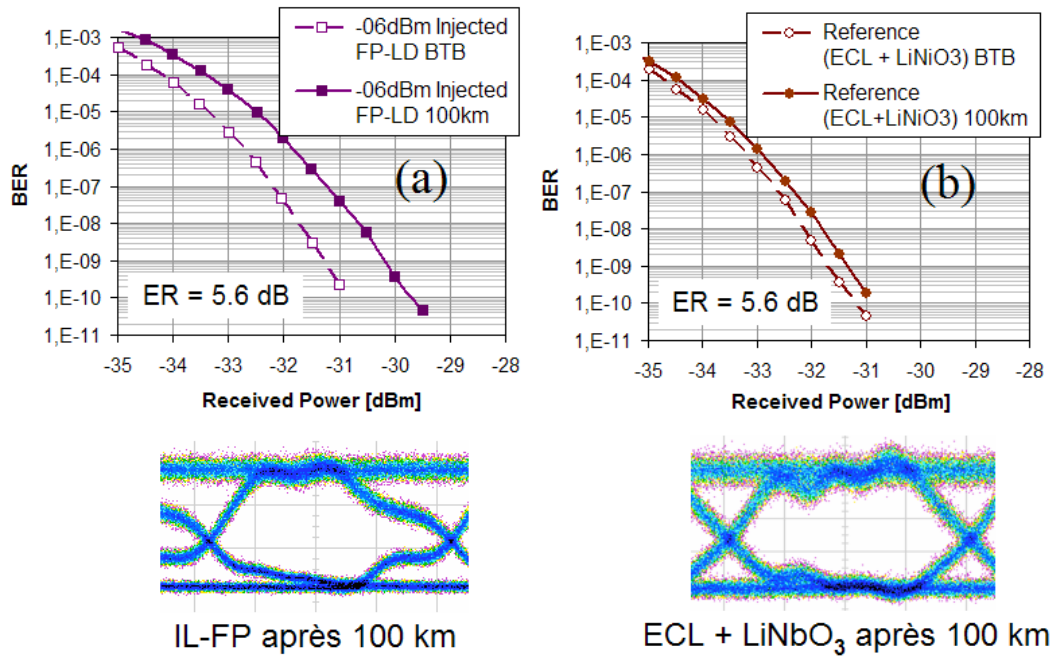 -06dBm Injected
FP-LD BTB
-06dBm Injected
FP-LD 100km
1,E-03
1,E-04
1,E-05
1,E-06
1,E-07
1,E-08
1,E-09
1,E-10
1,E-11
BER
(a)
ER = 5.6 dB
-35 -34 -33 -32 -31 -30 -29 -28
Received Power [dBm]
Reference
(ECL + LiNiO3) BTB
Reference
(ECL+LiNiO3) 100km
1,E-03
1,E-04
1,E-05
1,E-06
1,E-07
1,E-08
1,E-09
1,E-10
1,E-11
BER
(b)
ER = 5.6 dB
-35 -34 -33 -32 -31 -30 -29 -28
Received Power [dBm]
IL-FP après 100 km
ECL + LiNbO₃ après 100 km